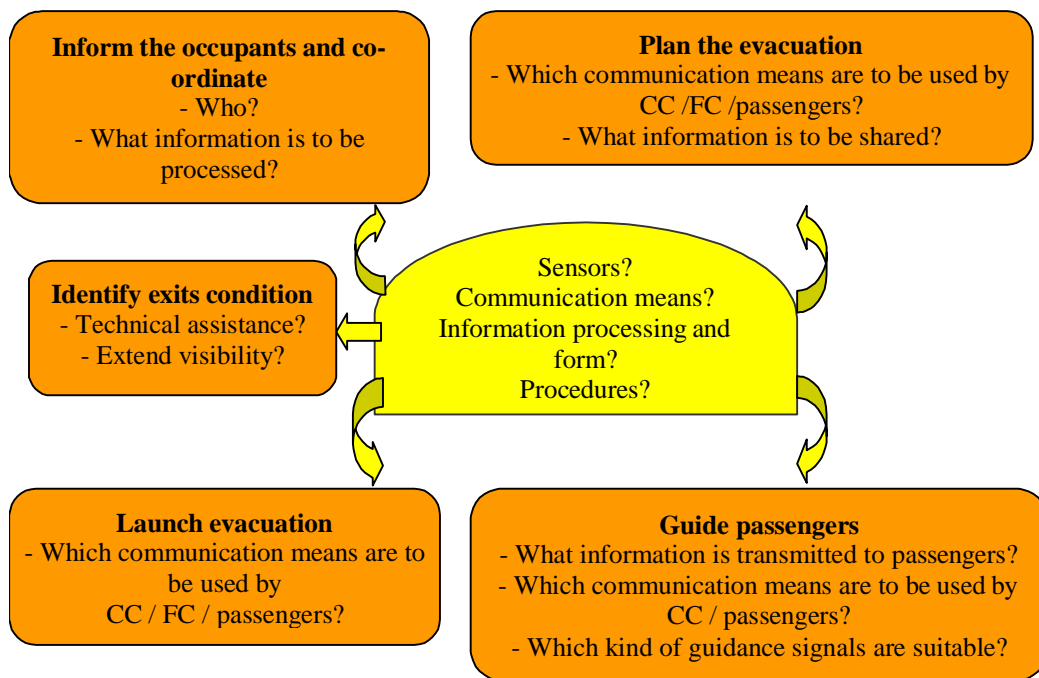 Inform the occupants and co-
ordinate
- Who?
- What information is to be
processed?
Plan the evacuation
- Which communication means are to be used by
CC /FC /passengers?
- What information is to be shared?
Identify exits condition
- Technical assistance?
- Extend visibility?
Sensors?
Communication means?
Information processing and
form?
Procedures?
Launch evacuation
- Which communication means are to
be used by
CC / FC / passengers?
Guide passengers
- What information is transmitted to passengers?
- Which communication means are to be used by
CC / passengers?
- Which kind of guidance signals are suitable?